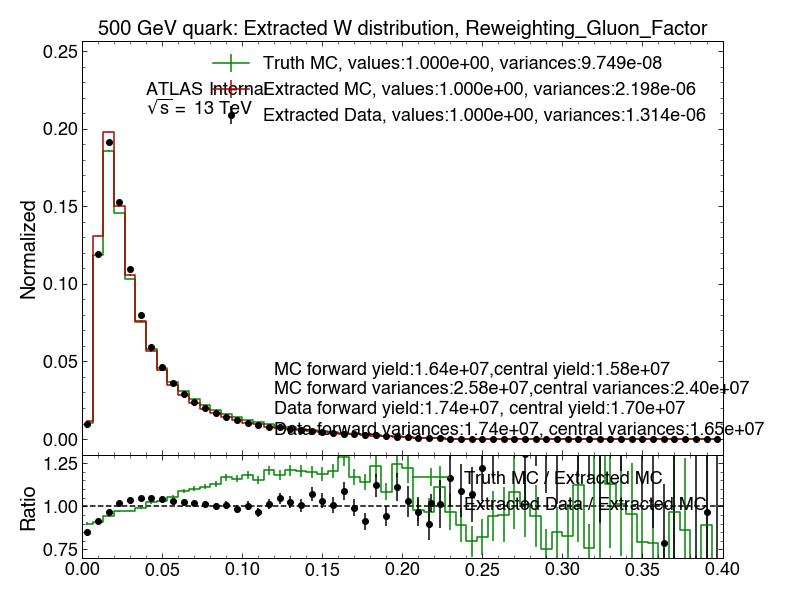 500 GeV quark: Extracted W distribution, Reweighting_Gluon_Factor
Truth MC, values:1.000e+00, variances:9.749e-08
ATLAS Internal
Extracted MC, values:1.000e+00, variances:2.198e-06
√s = 13 TeV
Extracted Data, values:1.000e+00, variances:1.314e-06
0.25
0.20
0.15
0.10
0.05
0.00
Normalized
MC forward yield:1.64e+07,central yield:1.58e+07
MC forward variances:2.58e+07,central variances:2.40e+07
Data forward yield:1.74e+07, central yield:1.70e+07
Data forward variances:1.74e+07, central variances:1.65e+07
1.25
1.00
0.75
Ratio
Truth MC / Extracted MC
Extracted Data / Extracted MC
0.00 0.05 0.10 0.15 0.20 0.25 0.30 0.35 0.40